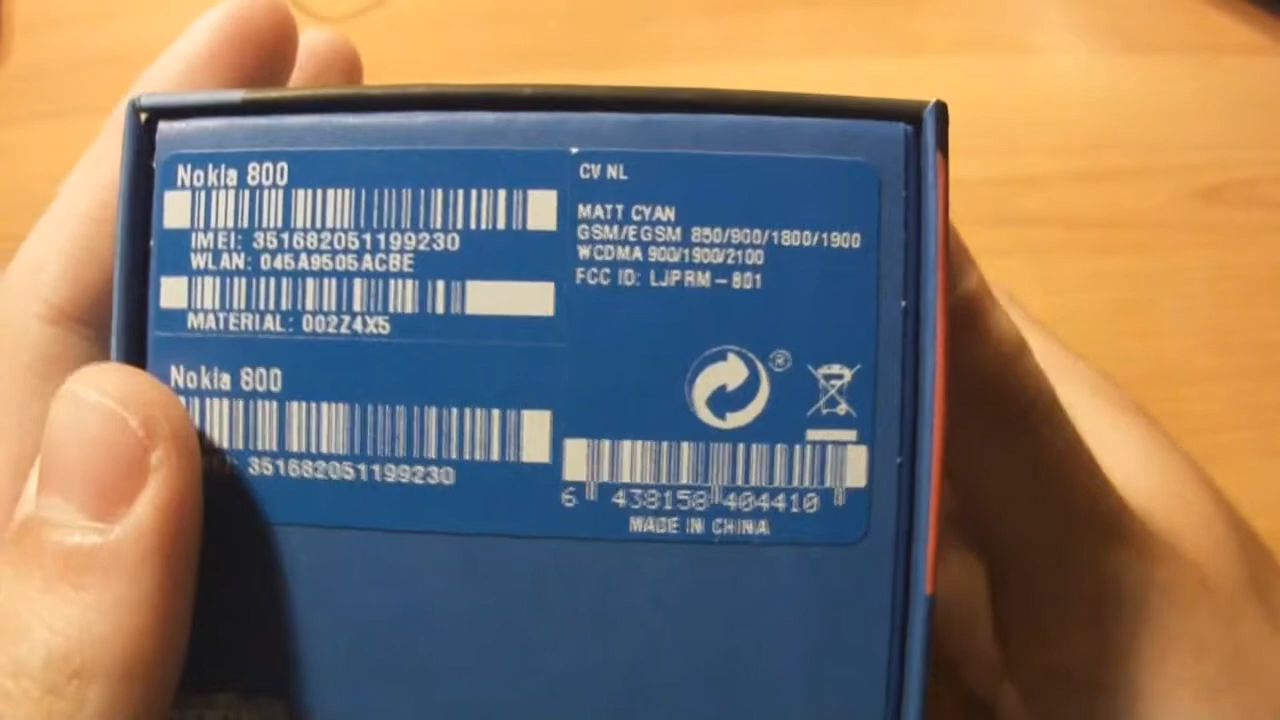 Nokia 800
IMEI: 351682051199230
WLAN: 045A9505ACBE
MATERIAL: 002Z4X5
Nokia 800
351682051199230
CV NL
MATT CYAN
GSM/EGSM 850/900/1800/1900
WCDMA 900/1900/2100
FCC ID: LJPRM-801
®
6 438158 404410
MADE IN CHINA